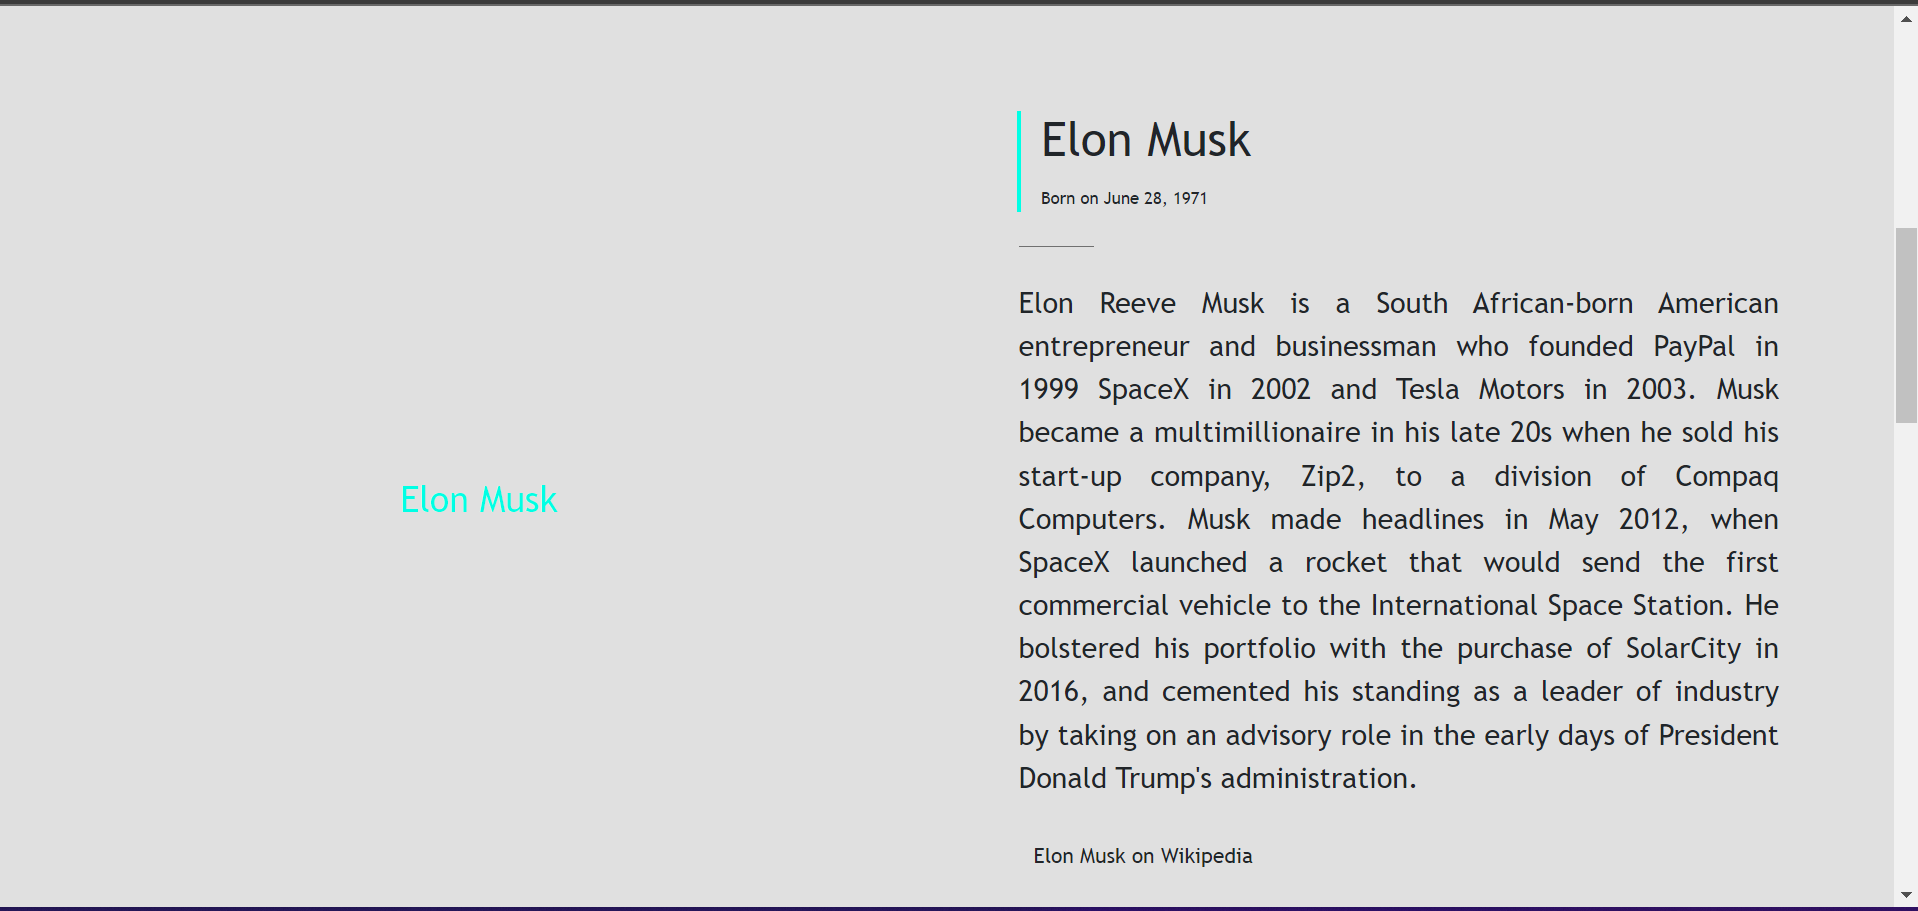 Elon Musk
Elon Musk
Born on June 28, 1971
Elon Reeve Musk is a South African-born American
entrepreneur and businessman who founded PayPal in
1999 SpaceX in 2002 and Tesla Motors in 2003. Musk
became a multimillionaire in his late 20s when he sold his
start-up company, Zip2, to a division of Compaq
Computers. Musk made headlines in May 2012, when
SpaceX launched a rocket that would send the first
commercial vehicle to the International Space Station. He
bolstered his portfolio with the purchase of SolarCity in
2016, and cemented his standing as a leader of industry
by taking on an advisory role in the early days of President
Donald Trump's administration.
Elon Musk on Wikipedia